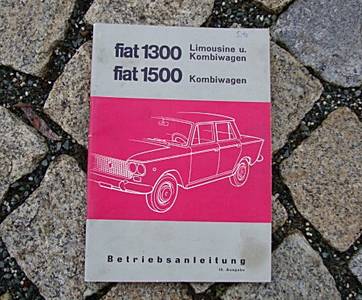 fiat 1300 Limousine u.
Kombiwagen
fiat 1500 Kombiwagen
Betriebsanleitung